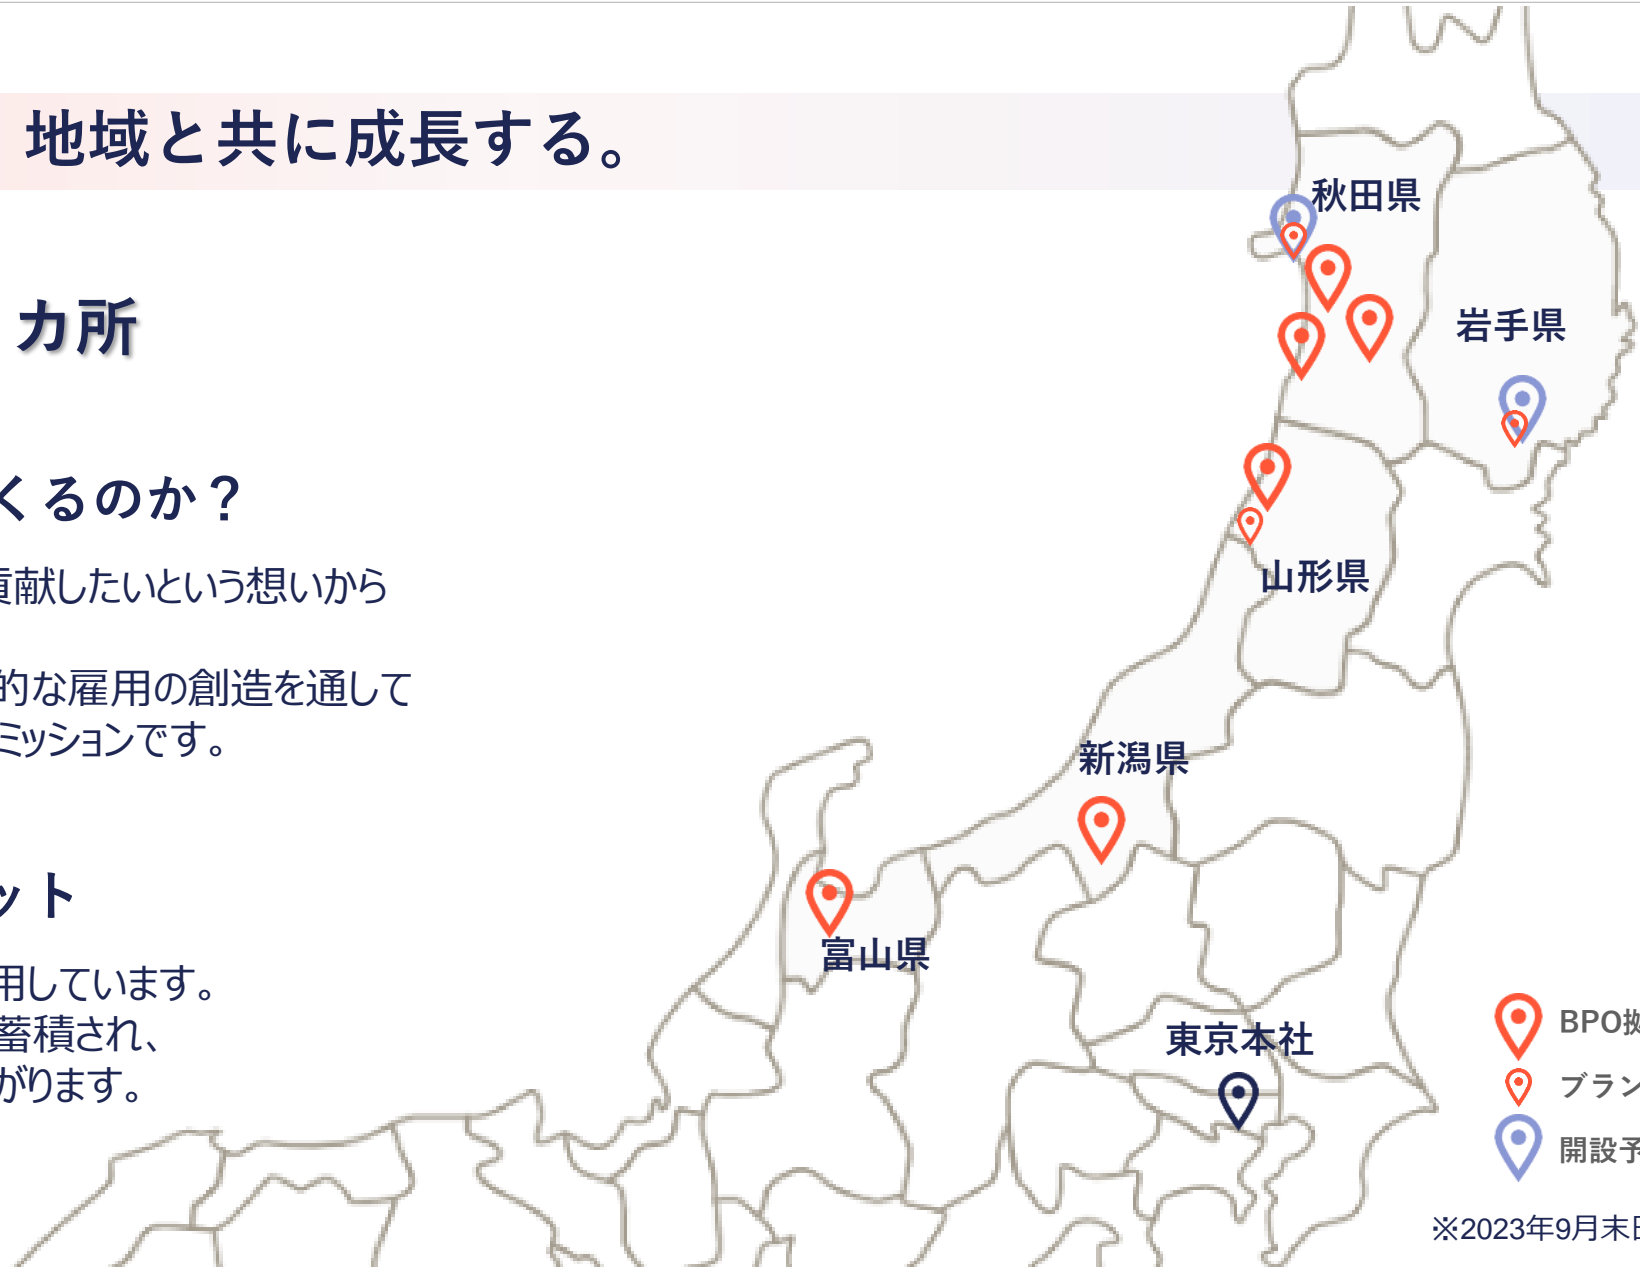 地域と共に成長する。
カ所
くるのか？
貢献したいという想いから
的な雇用の創造を通して
ミッションです。
ット
用しています。
蓄積され、
がります。
秋田県
岩手県
山形県
新潟県
富山県
東京本社
BPO拠
ブラン
開設予
※2023年9月末日